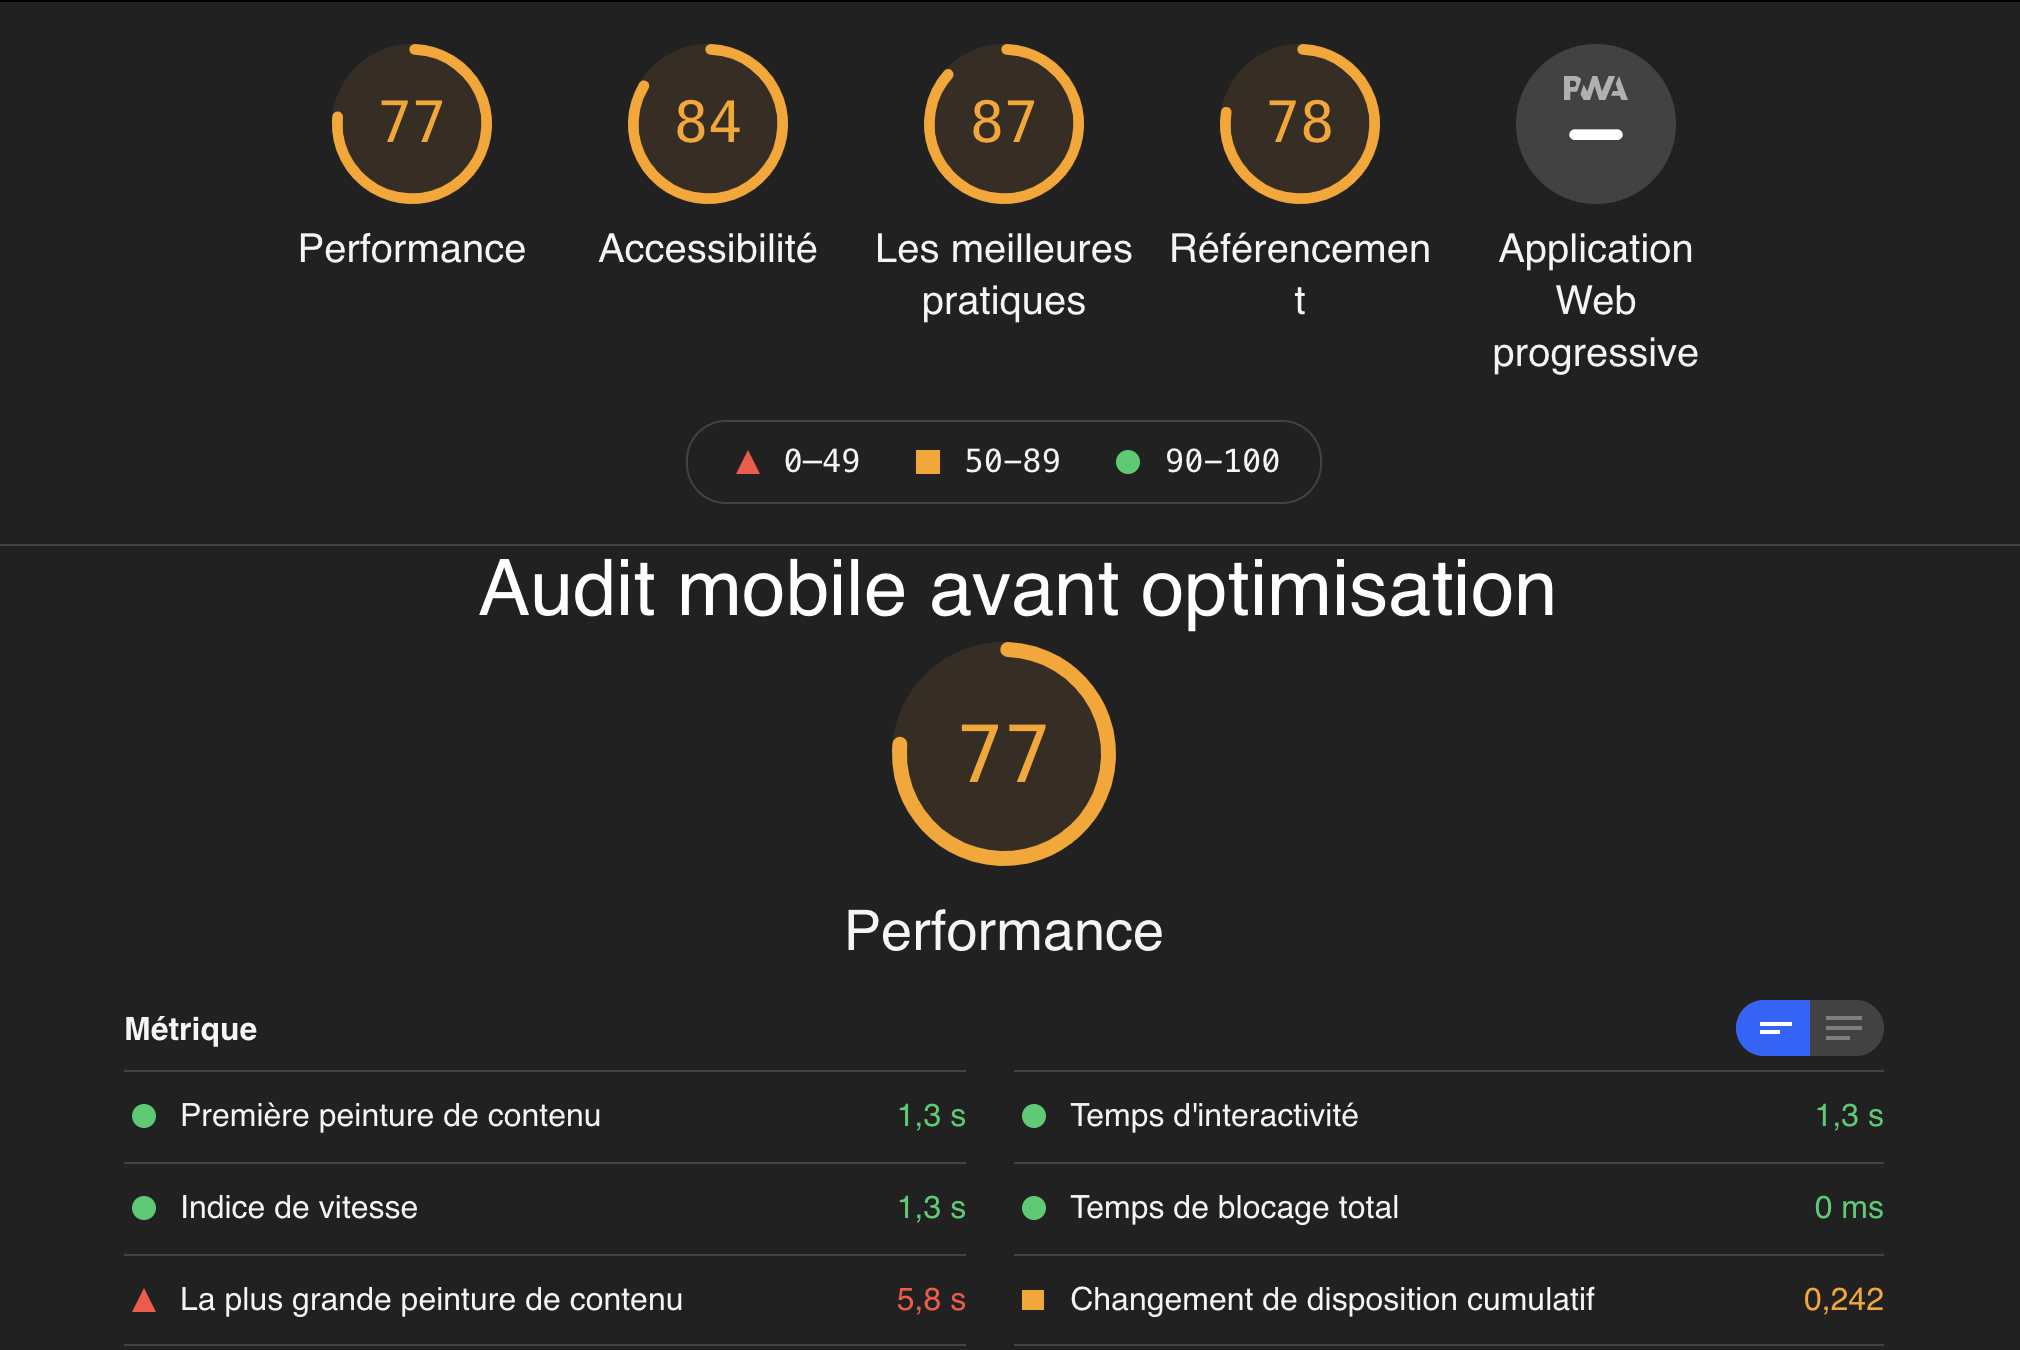 77
84
87
78
PWA
Performance
Accessibilité
Les meilleures
pratiques
Référencemen
t
Application
Web
progressive
0–49
50–89
90–100
Audit mobile avant optimisation
77
Performance
Métrique
Première peinture de contenu 1,3 s
Temps d'interactivité 1,3 s
Indice de vitesse 1,3 s
Temps de blocage total 0 ms
La plus grande peinture de contenu 5,8 s
Changement de disposition cumulatif 0,242